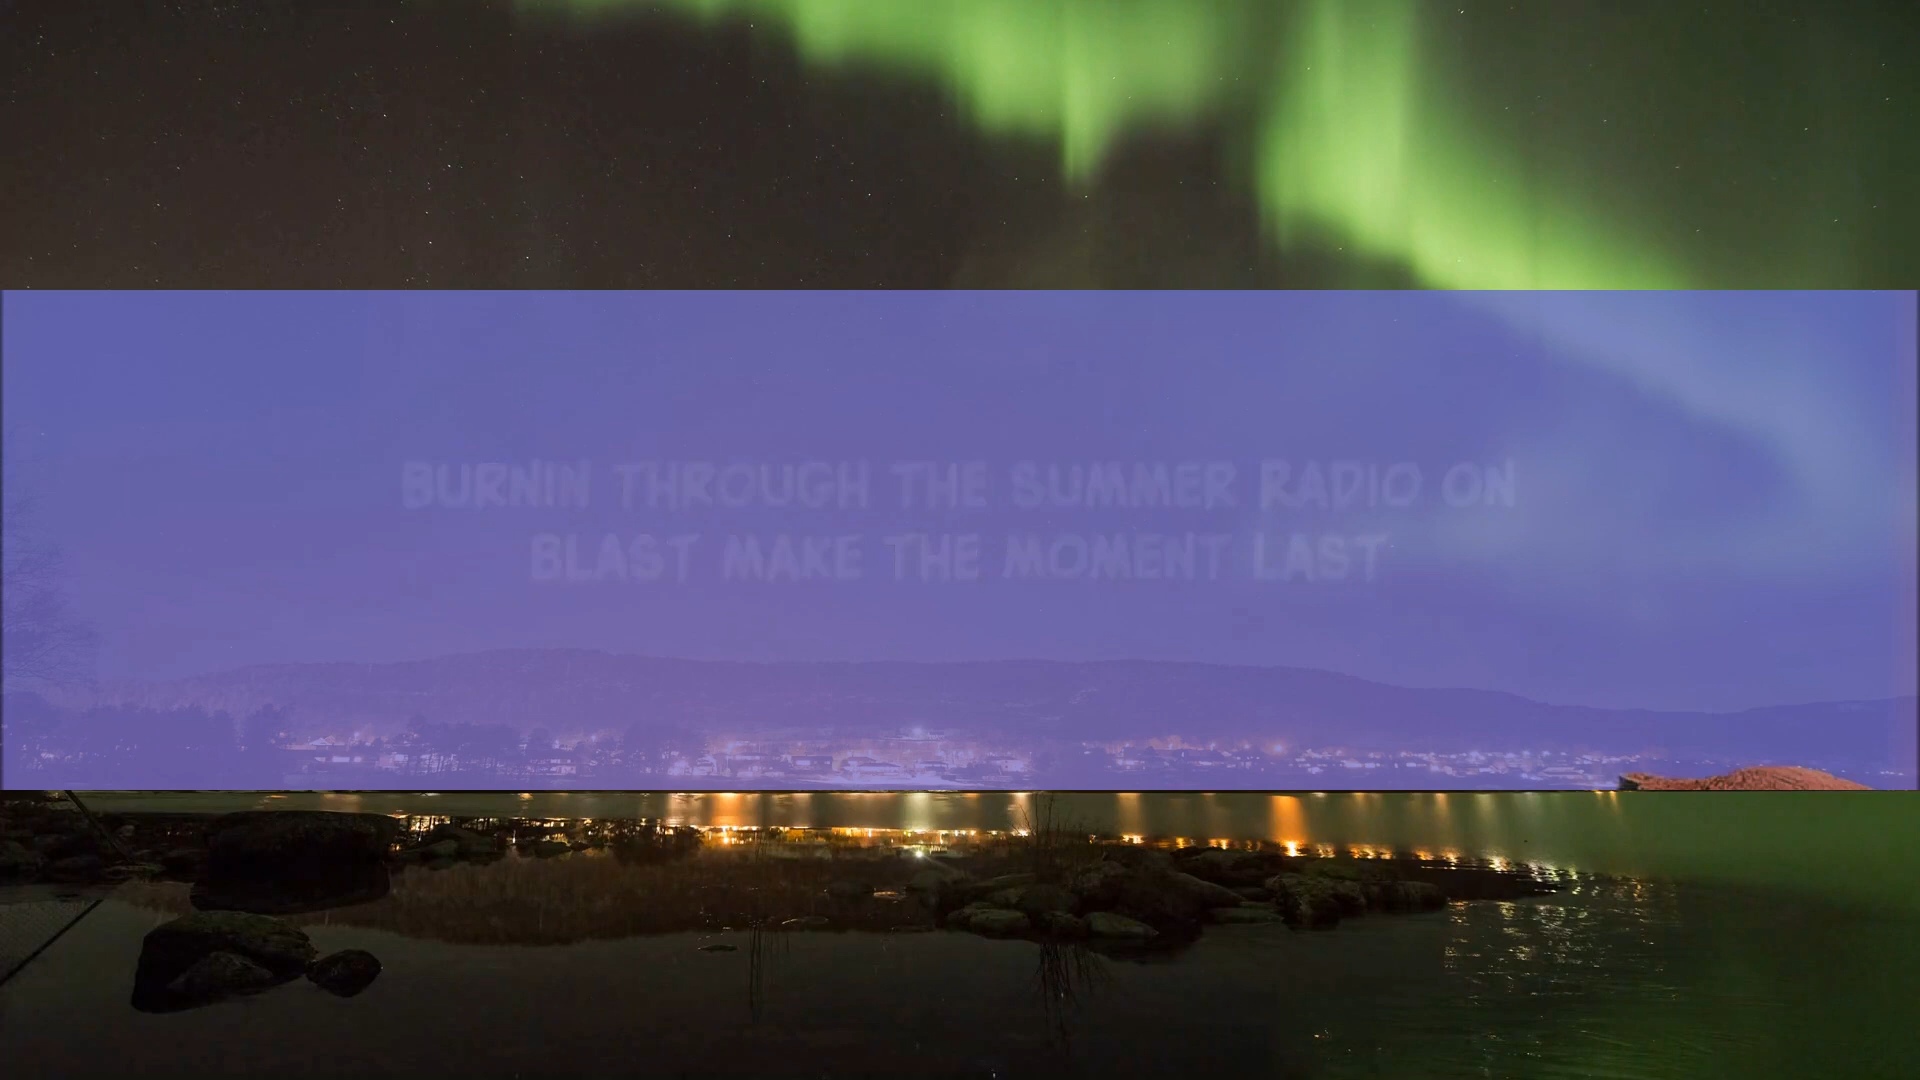 BURNIN THROUGH THE SUMMER RADIO ON
BLAST MAKE THE MOMENT LAST